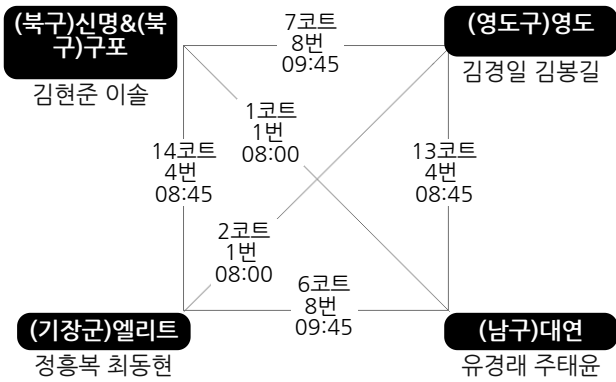 (북구)신명&(북
구)구포
김현준 이솔
7코트
8번
09:45
(영도구)영도
김경일 김봉길
1코트
1번
08:00
14코트
4번
08:45
13코트
4번
08:45
2코트
1번
08:00
6코트
8번
09:45
(기장군)엘리트
정흥복 최동현
(남구)대연
유경래 주태윤